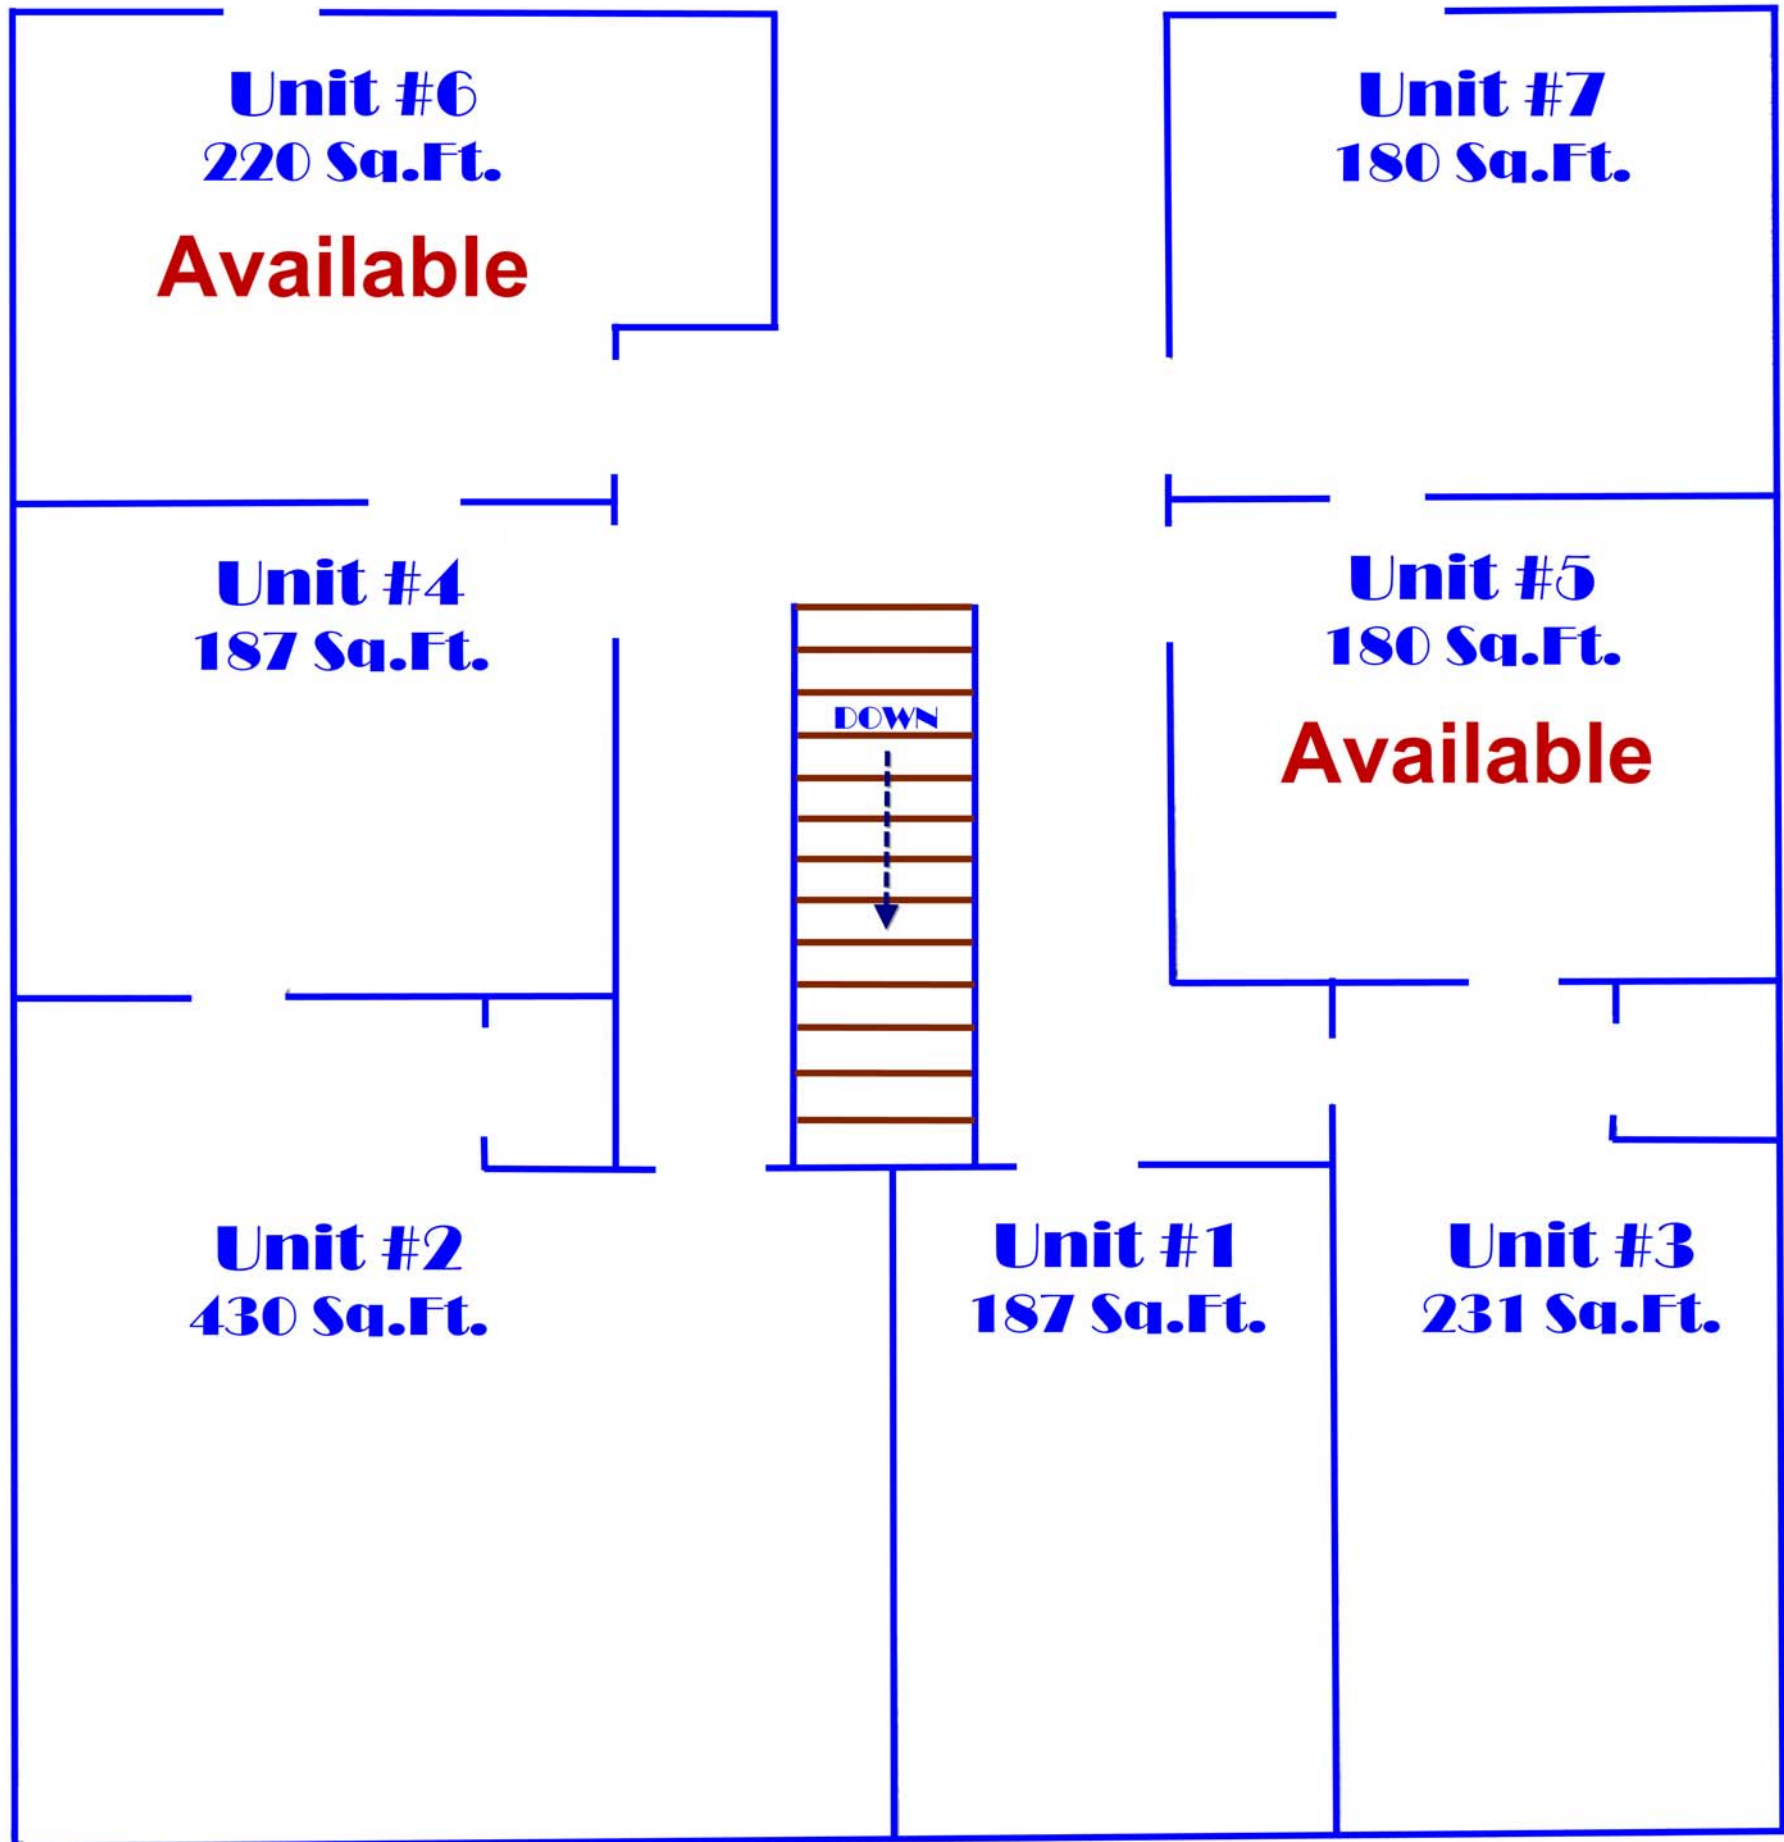 Unit #6
220 Sq.Ft.
Available
Unit #7
180 Sq.Ft.
Unit #4
187 Sq.Ft.
DOWN
Unit #5
180 Sq.Ft.
Available
Unit #2
430 Sq.Ft.
Unit #1
187 Sq.Ft.
Unit #3
231 Sq.Ft.